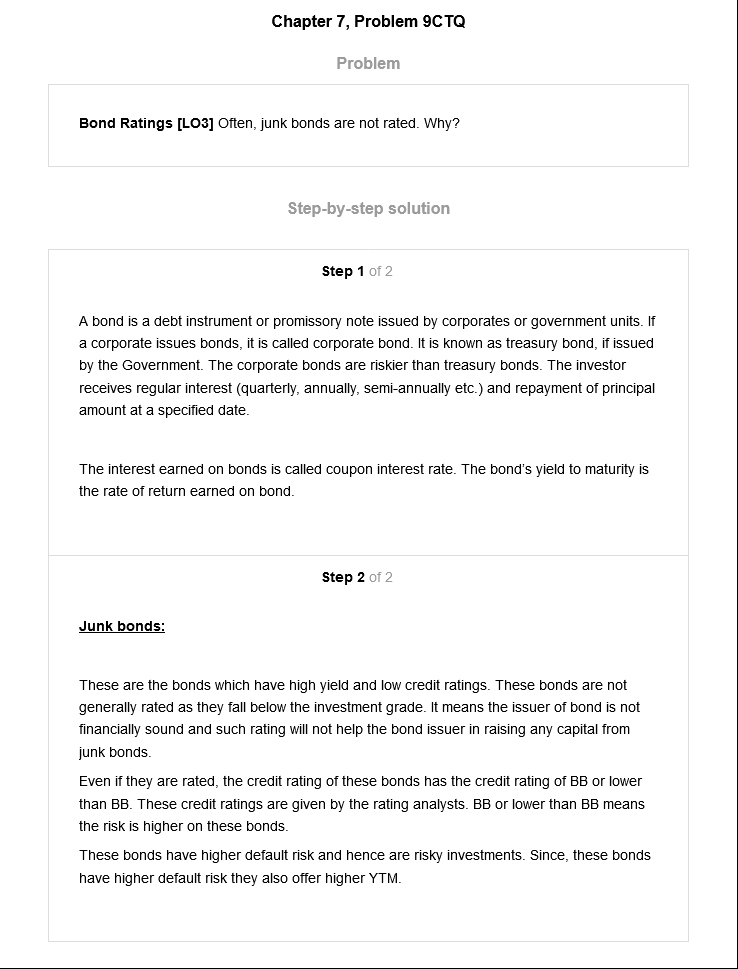 Chapter 7, Problem 9CTQ
Problem
Bond Ratings [LO3] Often, junk bonds are not rated. Why?
Step-by-step solution
Step 1 of 2
A bond is a debt instrument or promissory note issued by corporates or government units. If
a corporate issues bonds, it is called corporate bond. It is known as treasury bond, if issued
by the Government. The corporate bonds are riskier than treasury bonds. The investor
receives regular interest (quarterly, annually, semi-annually etc.) and repayment of principal
amount at a specified date.
The interest earned on bonds is called coupon interest rate. The bond's yield to maturity is
the rate of return earned on bond.
Step 2 of 2
Junk bonds:
These are the bonds which have high yield and low credit ratings. These bonds are not
generally rated as they fall below the investment grade. It means the issuer of bond is not
financially sound and such rating will not help the bond issuer in raising any capital from
junk bonds.
Even if they are rated, the credit rating of these bonds has the credit rating of BB or lower
than BB. These credit ratings are given by the rating analysts. BB or lower than BB means
the risk is higher on these bonds.
These bonds have higher default risk and hence are risky investments. Since, these bonds
have higher default risk they also offer higher YTM.